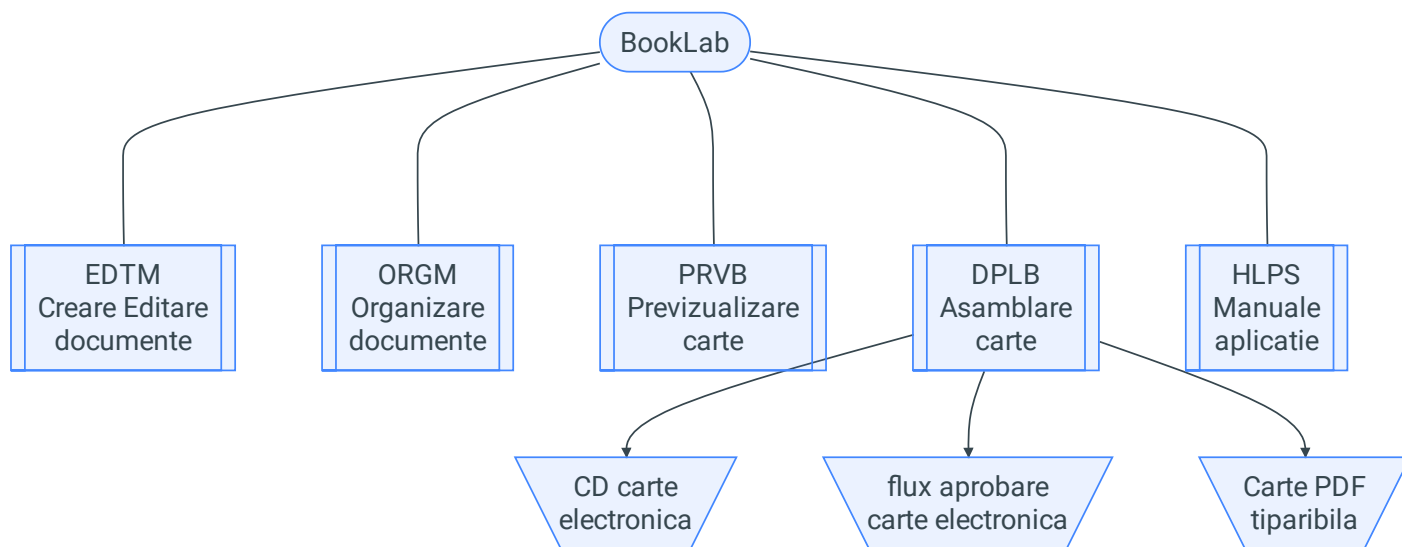 BookLab
EDTM
Creare Editare
documente
ORGM
Organizare
documente
PRVB
Previzualizare
carte
DPLB
Asamblare
carte
HLPS
Manuale
aplicatie
CD carte
electronica
flux aprobare
carte electronica
Carte PDF
tiparibila